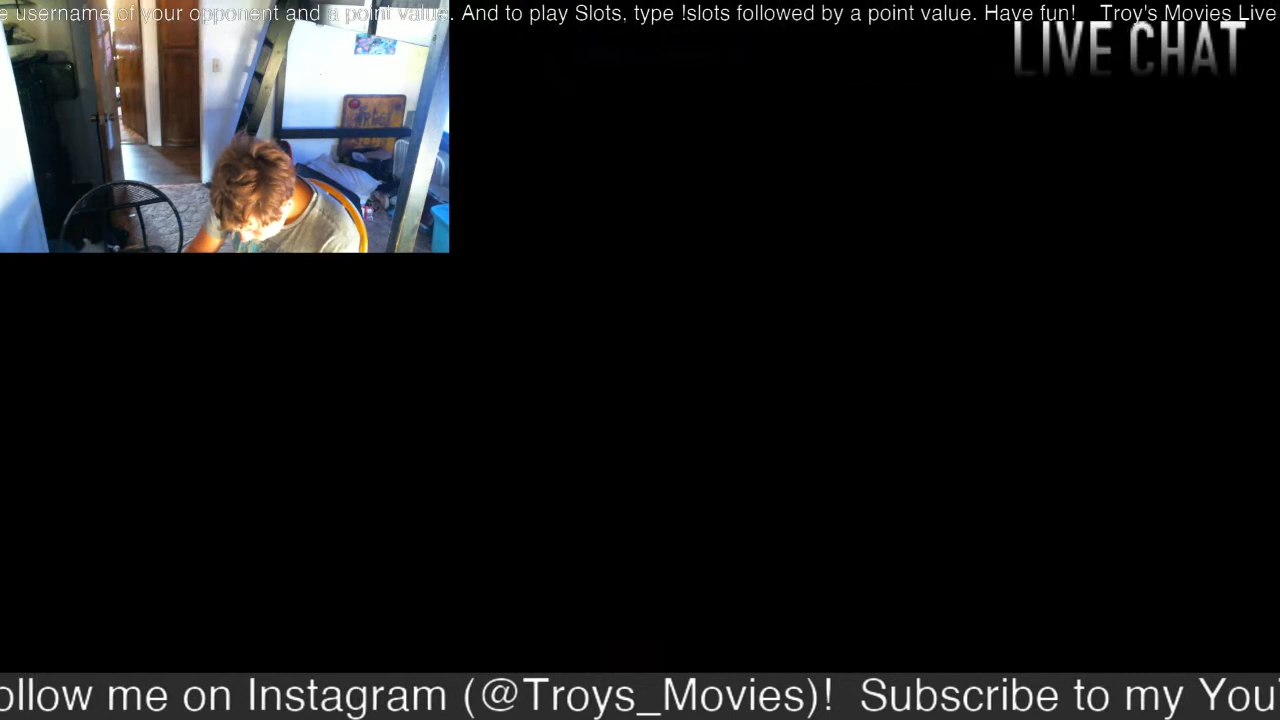 username of your opponent and a point value. And to play Slots, type !slots followed by a point value. Have fun! Troy's Movies Live
LIVE CHAT
ollow me on Instagram (@Troys_Movies)! Subscribe to my You